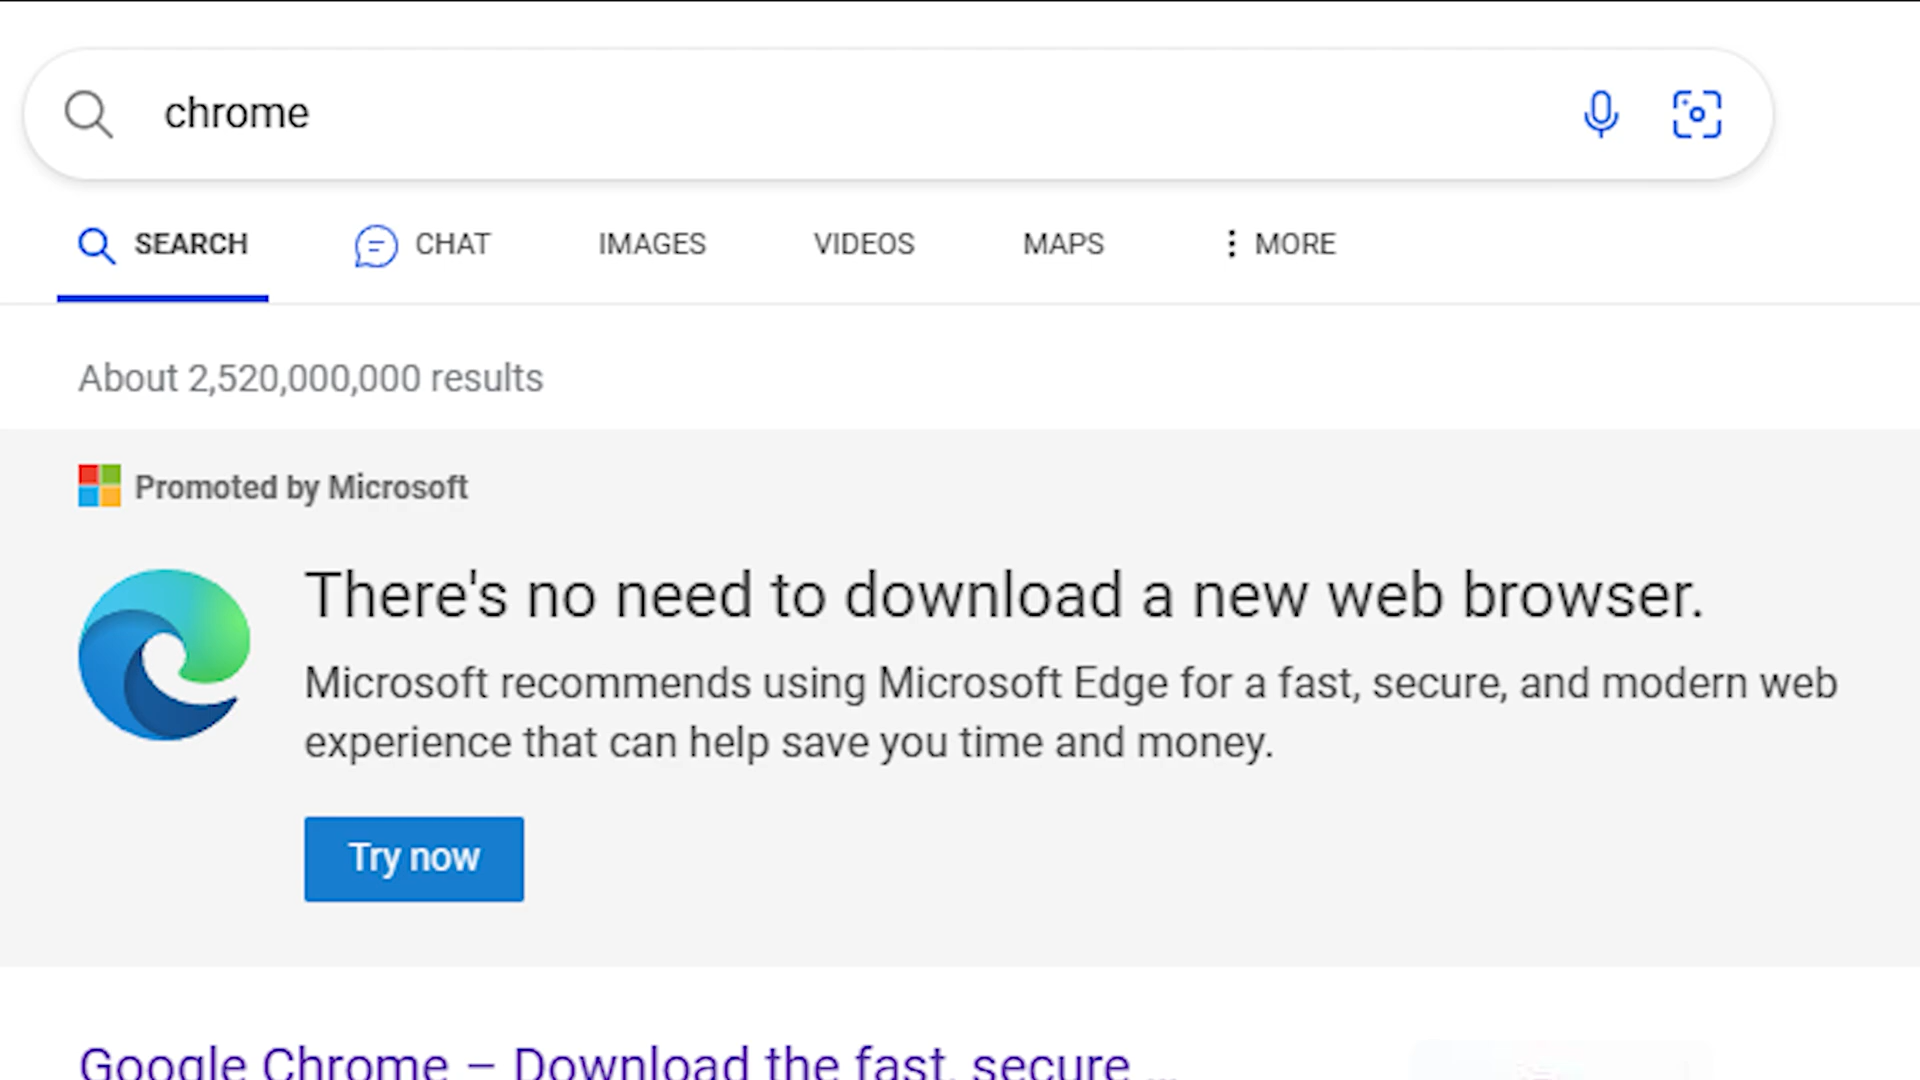 chrome
SEARCH CHAT IMAGES VIDEOS MAPS MORE
About 2,520,000,000 results
Promoted by Microsoft
There's no need to download a new web browser.
Microsoft recommends using Microsoft Edge for a fast, secure, and modern web
experience that can help save you time and money.
Try now
Google Chrome – Download the fast, secure ...